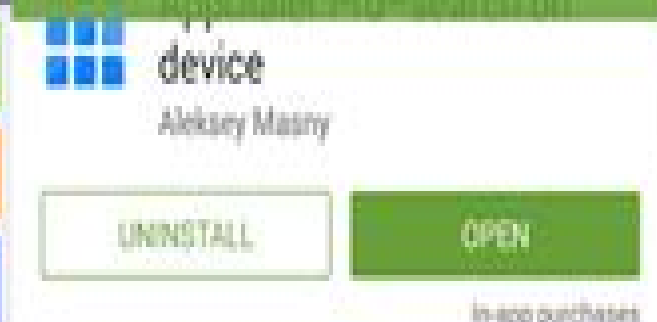 device
Aleksey Masny
UNINSTALL
OPEN
In-app purchases